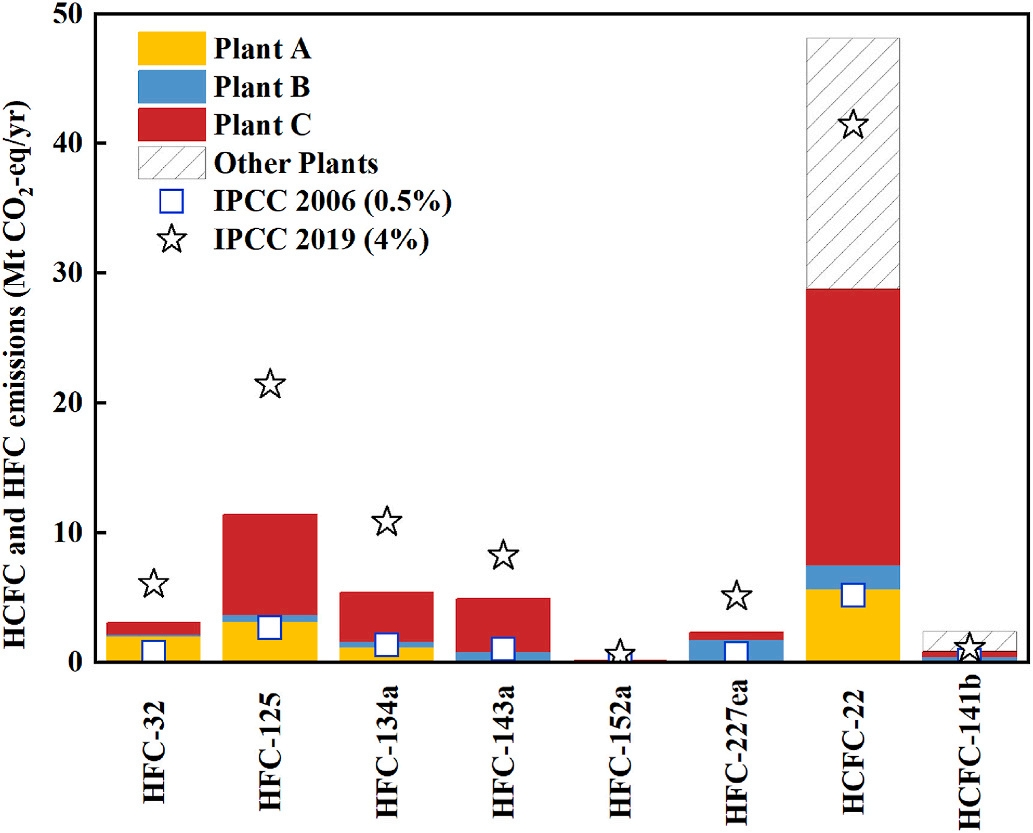 HCFC and HFC emissions (Mt CO₂-eq/yr)
50
40
30
20
10
0
Plant A
Plant B
Plant C
Other Plants
IPCC 2006 (0.5%)
IPCC 2019 (4%)
HFC-32
HFC-125
HFC-134a
HFC-143a
HFC-152a
HFC-227ea
HCFC-22
HCFC-141b